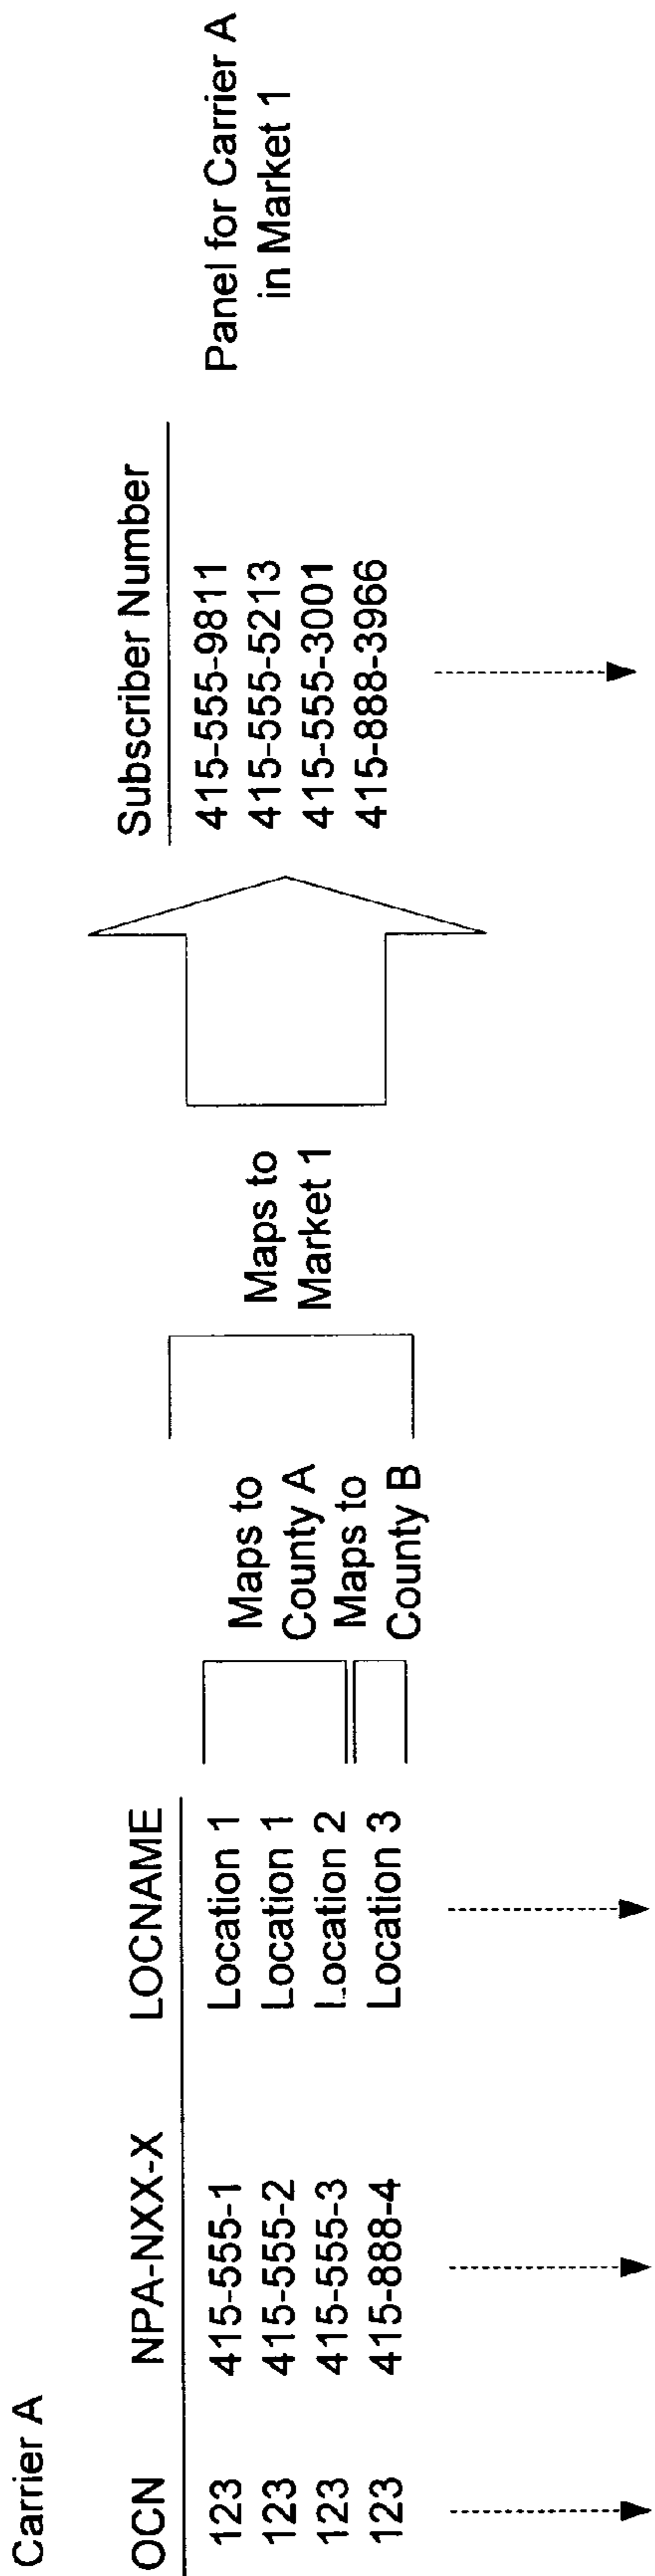 Carrier A
OCN NPA-NXX-X LOCNAME
123 415-555-1 Location 1
123 415-555-2 Location 1
123 415-555-3 Location 2
123 415-888-4 Location 3
Maps to
County A
Maps to
County B
Maps to
Market 1
Subscriber Number
415-555-9811
415-555-5213
415-555-3001
415-888-3966
Panel for Carrier A
in Market 1